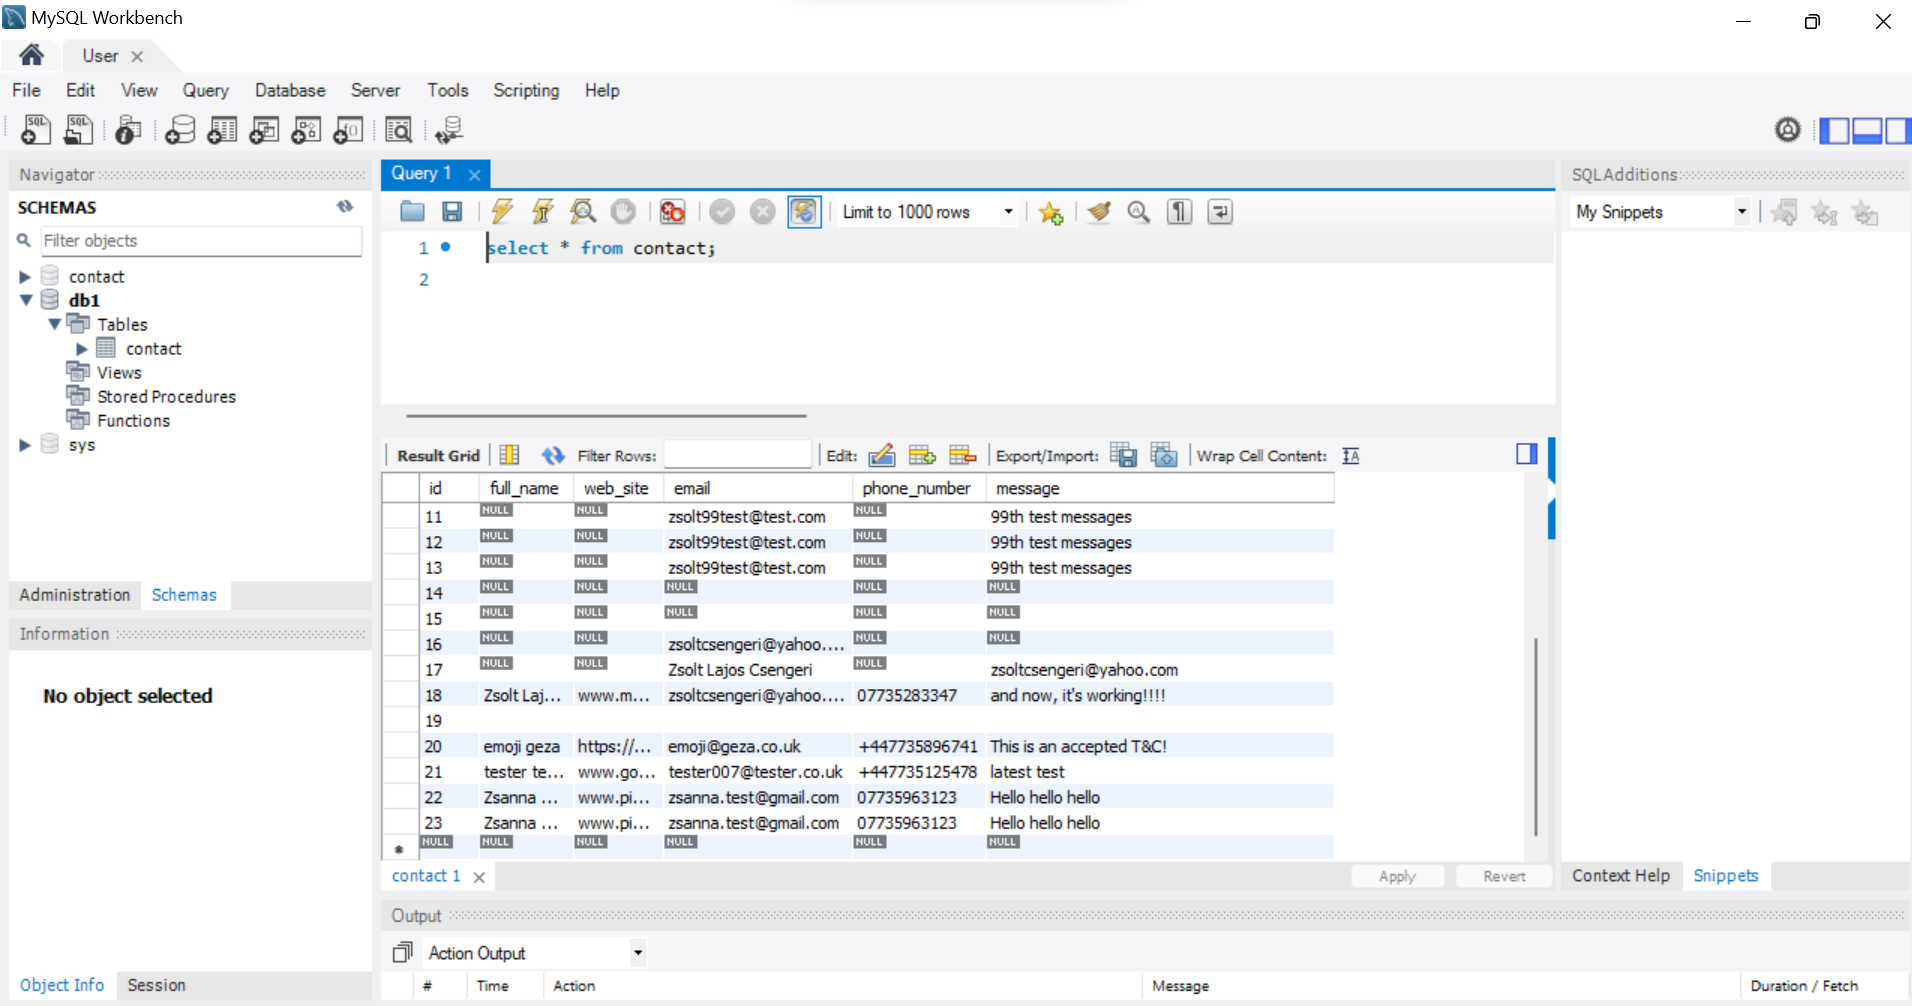 MySQL Workbench
User
File Edit View Query Database Server Tools Scripting Help
Navigator
SCHEMAS
Filter objects
contact
db1
Tables
contact
Views
Stored Procedures
Functions
sys
Administration Schemas
Information
No object selected
Object Info Session
Query 1
Limit to 1000 rows
1 select * from contact;
2
Result Grid Filter Rows: Edit: Export/Import: Wrap Cell Content:
id full_name web_site email phone_number message
11 NULL NULL zsolt99test@test.com NULL 99th test messages
12 NULL NULL zsolt99test@test.com NULL 99th test messages
13 NULL NULL zsolt99test@test.com NULL 99th test messages
14 NULL NULL NULL NULL NULL
15 NULL NULL NULL NULL NULL
16 NULL NULL zsoltcsengeri@yahoo.... NULL NULL
17 NULL NULL Zsolt Lajos Csengeri NULL zsoltcsengeri@yahoo.com
18 Zsolt Laj... www.m... zsoltcsengeri@yahoo.... 07735283347 and now, it's working!!!!
19
20 emoji geza https://... emoji@geza.co.uk +447735896741 This is an accepted T&C!
21 tester te... www.go... tester007@tester.co.uk +447735125478 latest test
22 Zsanna ... www.pi... zsanna.test@gmail.com 07735963123 Hello hello hello
23 Zsanna ... www.pi... zsanna.test@gmail.com 07735963123 Hello hello hello
NULL NULL NULL NULL NULL NULL
contact 1 Apply Revert
Output
Action Output
# Time Action Message Duration / Fetch
SQLAdditions
My Snippets
Context Help Snippets